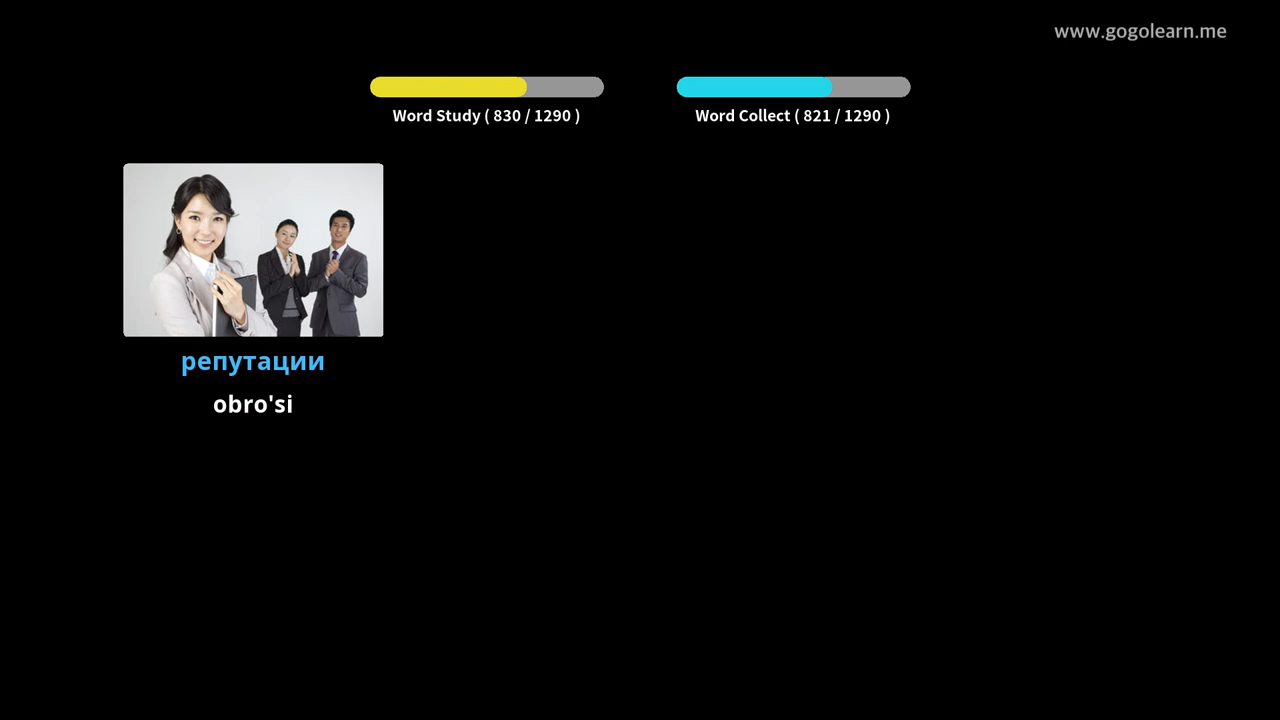 www.gogolearn.me
Word Study ( 830 / 1290 )
Word Collect ( 821 / 1290 )
репутации
obro'si